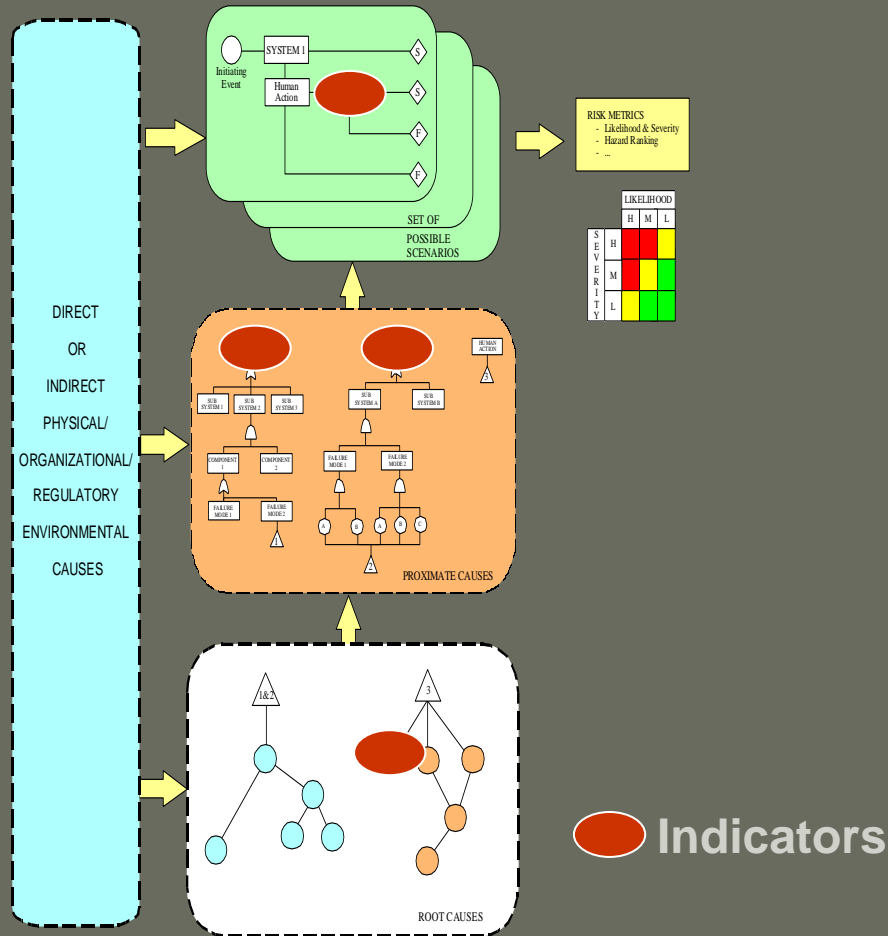 DIRECT
OR
INDIRECT
PHYSICAL/
ORGANIZATIONAL/
REGULATORY
ENVIRONMENTAL
CAUSES
Initiating
Event
SYSTEM 1
Human
Action
S
S
F
F
SET OF
POSSIBLE
SCENARIOS
RISK METRICS
- Likelihood & Severity
- Hazard Ranking
- ...
LIKELIHOOD
H M L
SEVERITY
H
M
L
SUB
SYSTEM 1
SUB
SYSTEM 2
SUB
SYSTEM 3
COMPONENT
1
COMPONENT
2
FAILURE
MODE 1
FAILURE
MODE 2
1
SUB
SYSTEM A
SUB
SYSTEM B
FAILURE
MODE 1
FAILURE
MODE 2
A
B
A
B
C
2
HUMAN
ACTION
3
PROXIMATE CAUSES
1&2
3
ROOT CAUSES
Indicators